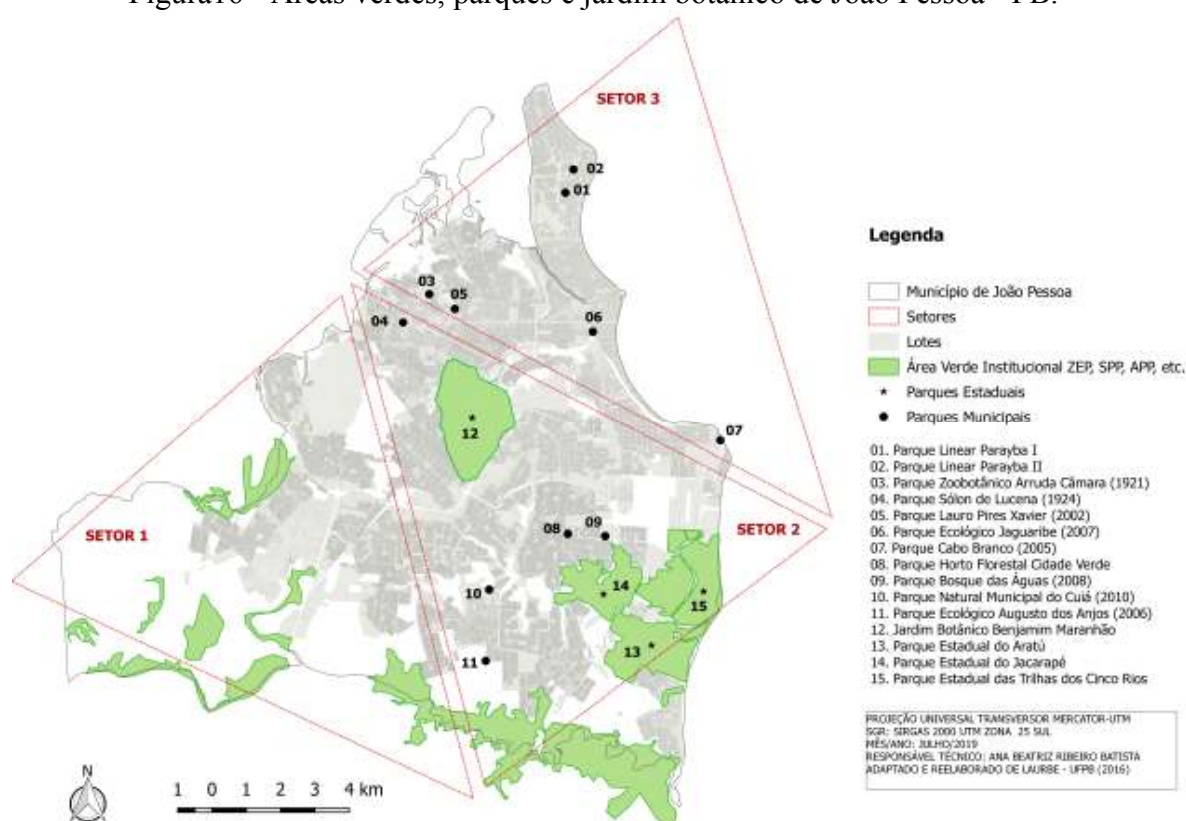 Figura16 - Áreas verdes, parques e jardim botânico de João Pessoa - PB.
SETOR 3
02
01
03
05
04
06
12
07
SETOR 1
SETOR 2
08
09
14
10
15
13
11
N
1 0 1 2 3 4 km
Legenda
Município de João Pessoa
Setores
Lotes
Área Verde Institucional ZEP, SPP, APP, etc.
Parques Estaduais
Parques Municipais
01. Parque Linear Parayba I
02. Parque Linear Parayba II
03. Parque Zoobotânico Arruda Câmara (1921)
04. Parque Sólon de Lucena (1924)
05. Parque Lauro Pires Xavier (2002)
06. Parque Ecológico Jaguaribe (2007)
07. Parque Cabo Branco (2005)
08. Parque Horto Florestal Cidade Verde
09. Parque Bosque das Águas (2008)
10. Parque Natural Municipal do Cuiá (2010)
11. Parque Ecológico Augusto dos Anjos (2006)
12. Jardim Botânico Benjamim Maranhão
13. Parque Estadual do Aratú
14. Parque Estadual do Jacarapé
15. Parque Estadual das Trilhas dos Cinco Rios
PROJEÇÃO UNIVERSAL TRANSVERSOR MERCATOR-UTM
SGR: SIRGAS 2000 UTM ZONA 25 SUL
MÊS/ANO: JULHO/2019
RESPONSÁVEL TÉCNICO: ANA BEATRIZ RIBEIRO BATISTA
ADAPTADO E REELABORADO DE LAURBE - UFPB (2016)